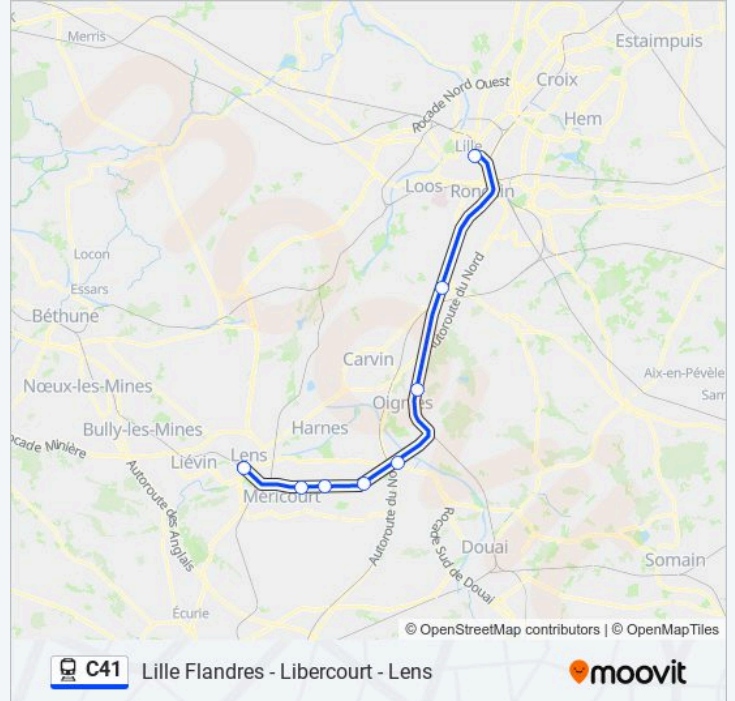 Merris
Estaimpuis
Croix
Rocade Nord Ouest
Hem
Lille
Loos
Ronchin
Locon
Autoroute du Nord
Essars
Béthune
Carvin
Aix-en-Pévèle
Nœux-les-Mines
Oignies
Bully-les-Mines
Harnes
Lens
Liévin
Méricourt
Autoroute des Anglais
Autoroute du Nord
Rocade Sud de Douai
Douai
Somain
Écurie
© OpenStreetMap contributors | © OpenMapTiles
C41 Lille Flandres - Libercourt - Lens
moovit